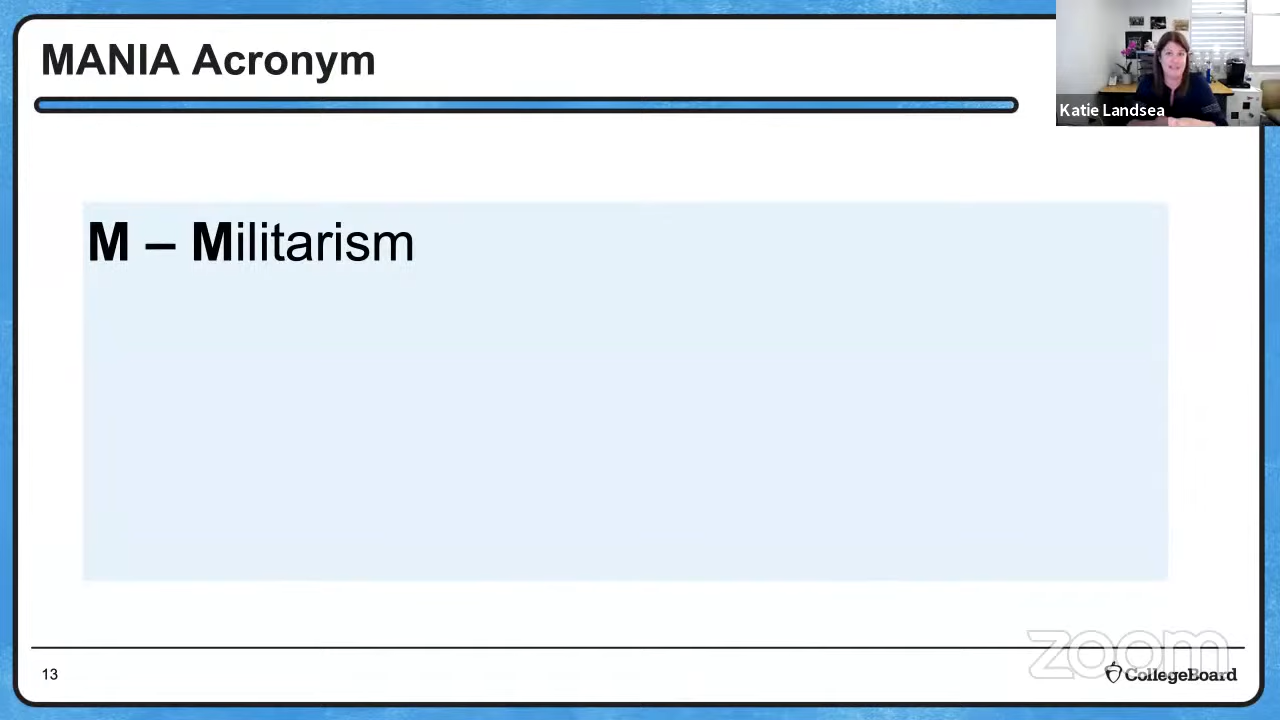 MANIA Acronym
Katie Landsea
M – Militarism
zoom
13
CollegeBoard